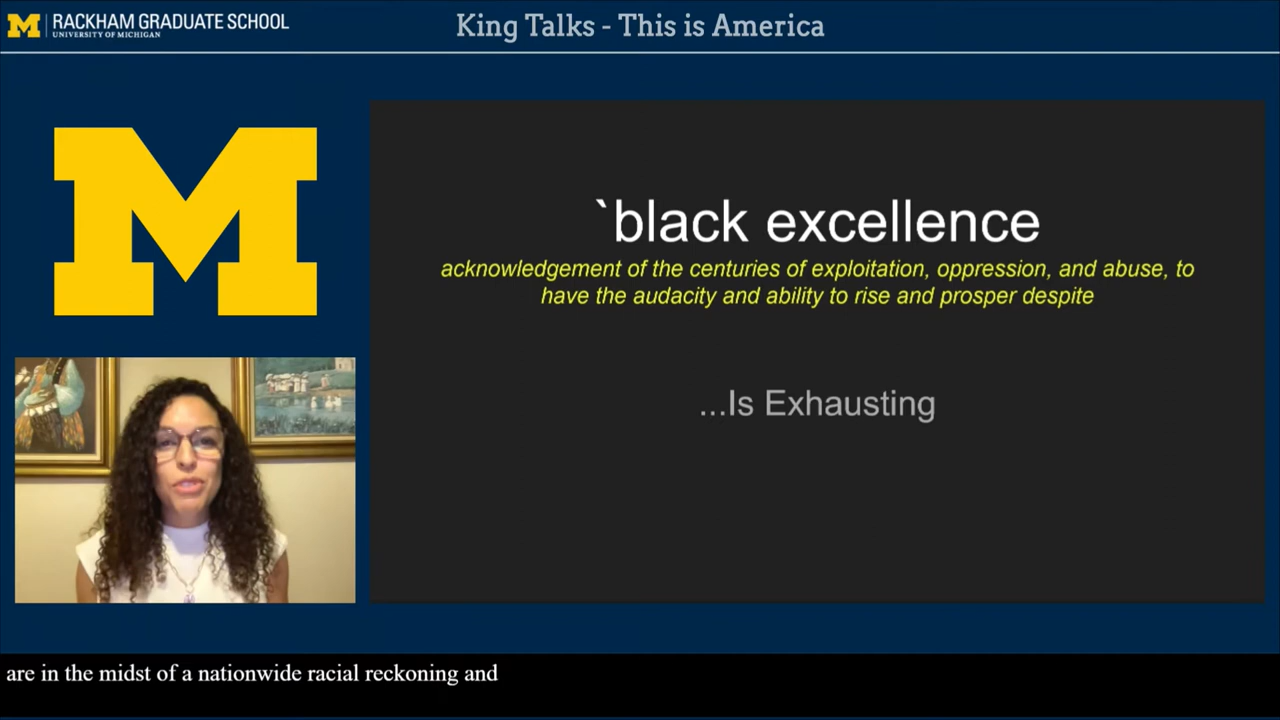 M RACKHAM GRADUATE SCHOOL
UNIVERSITY OF MICHIGAN
King Talks - This is America
M
`black excellence
acknowledgement of the centuries of exploitation, oppression, and abuse, to
have the audacity and ability to rise and prosper despite
...Is Exhausting
are in the midst of a nationwide racial reckoning and